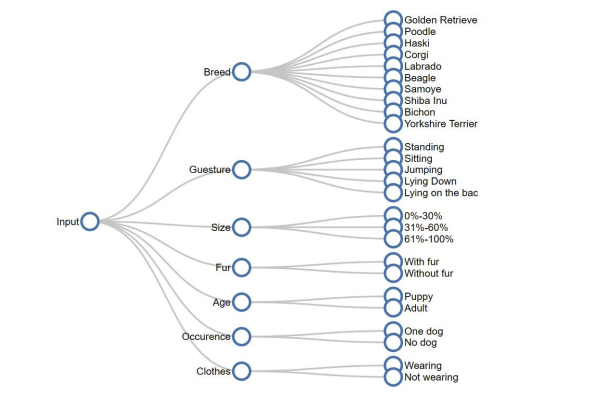 Input
Breed
Golden Retrieve
Poodle
Haski
Corgi
Labrado
Beagle
Samoye
Shiba Inu
Bichon
Yorkshire Terrier
Guesture
Standing
Sitting
Jumping
Lying Down
Lying on the bac
Size
0%-30%
31%-60%
61%-100%
Fur
With fur
Without fur
Age
Puppy
Adult
Occurence
One dog
No dog
Clothes
Wearing
Not wearing